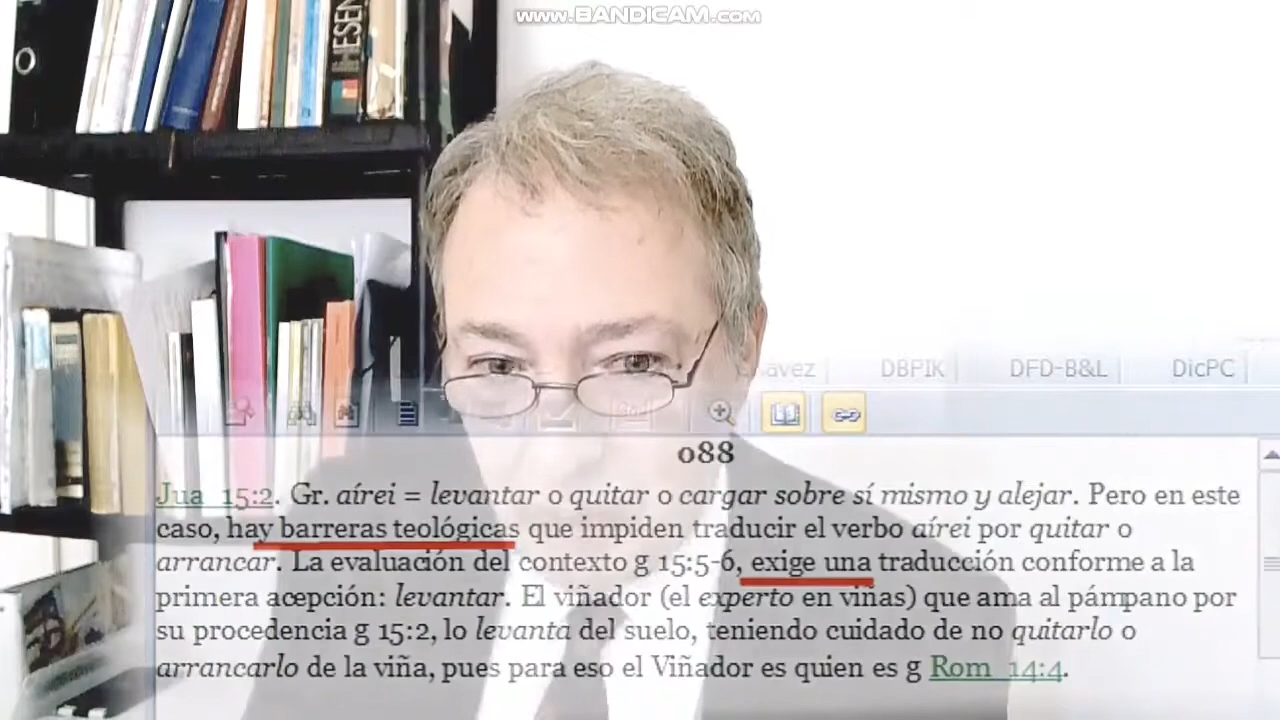 www.BANDICAM.com
HESEN
DBPIK
DFD-B&L
DicPC
o88
Jua_15:2. Gr. aírei = levantar o quitar o cargar sobre sí mismo y alejar. Pero en este
caso, hay barreras teológicas que impiden traducir el verbo aírei por quitar o
arrancar. La evaluación del contexto g 15:5-6, exige una traducción conforme a la
primera acepción: levantar. El viñador (el experto en viñas) que ama al pámpano por
su procedencia g 15:2, lo levanta del suelo, teniendo cuidado de no quitarlo o
arrancarlo de la viña, pues para eso el Viñador es quien es g Rom_14:4.